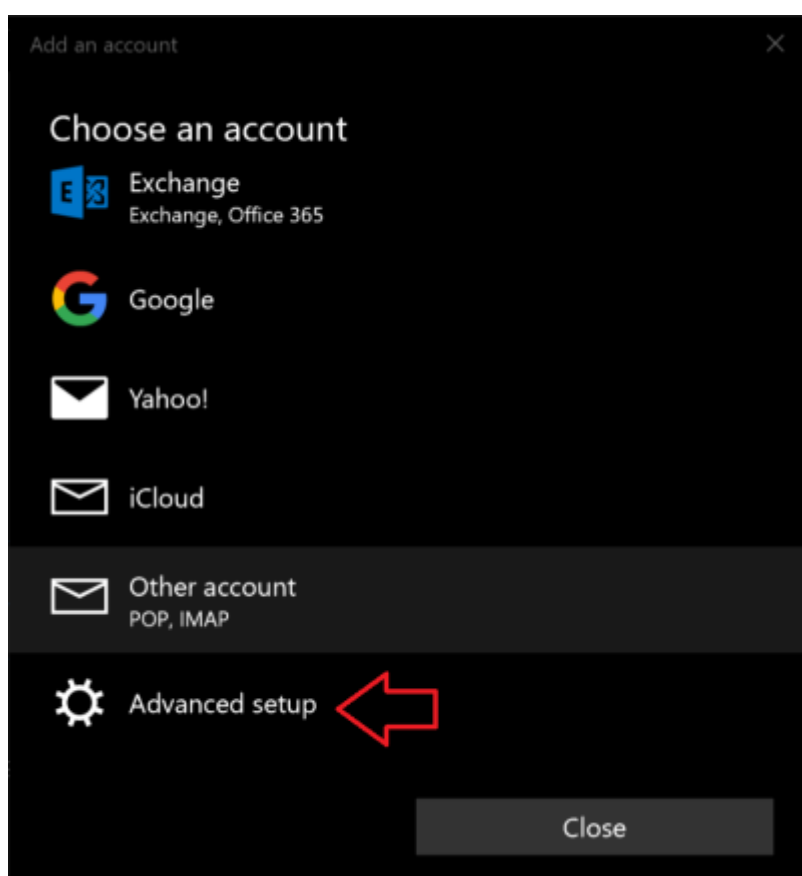 Add an account
Choose an account
Exchange
Exchange, Office 365
Google
Yahoo!
iCloud
Other account
POP, IMAP
Advanced setup
Close